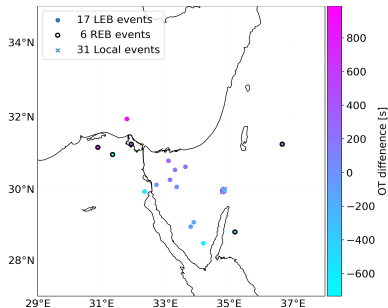 17 LEB events
6 REB events
31 Local events
34°N
32°N
30°N
28°N
29°E 31°E 33°E 35°E 37°E
800
600
400
200
0
−200
−400
−600
OT diffenence [s]